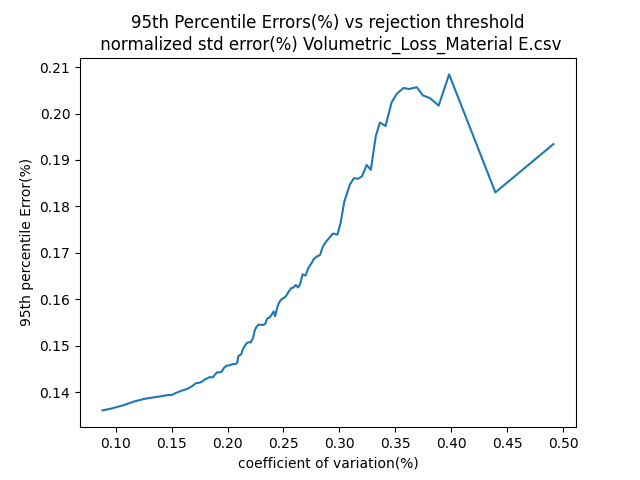 95th Percentile Errors(%) vs rejection threshold
normalized std error(%) Volumetric_Loss_Material E.csv
0.21
0.20
0.19
0.18
0.17
0.16
0.15
0.14
95th percentile Error(%)
0.10 0.15 0.20 0.25 0.30 0.35 0.40 0.45 0.50
coefficient of variation(%)